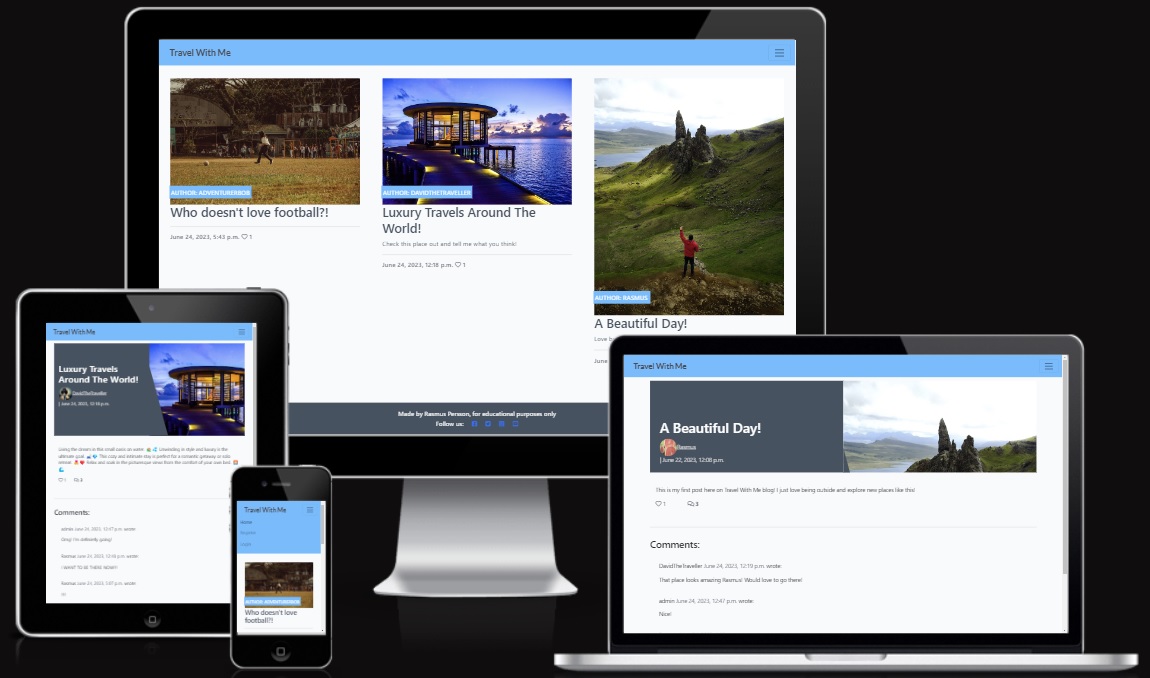 Travel With Me
AUTHOR: ADVENTURERBOB
Who doesn't love football?!
June 24, 2023, 5:43 p.m. 1
AUTHOR: DAVIDTHETRAVELLER
Luxury Travels Around The
World!
Check this place out and tell me what you think!
June 24, 2023, 12:18 p.m. 1
AUTHOR: RASMUS
A Beautiful Day!
Love
June
Made by Rasmus Persson, for educational purposes only
Follow us:
Travel With Me
Luxury Travels
Around The World!
DavidTheTraveller
| June 24, 2023, 12:18 p.m.
Living the dream in this small oasis on water. Unwinding in style and luxury is the
ultimate goal. This cozy and intimate stay is perfect for a romantic getaway or solo
retreat. Relax and soak in the picturesque views from the comfort of your own bed.
1 3
Comments:
admin June 24, 2023, 12:47 p.m. wrote:
Omg! I'm definitely going!
Rasmus June 24, 2023, 12:48 p.m. wrote:
I WANT TO BE THERE NOW!!!
Rasmus June 24, 2023, 1:07 p.m. wrote:
Travel With Me
Home
Register
Login
AUTHOR: ADVENTURERBOB
Who doesn't love
football?!
Travel With Me
A Beautiful Day!
Rasmus
| June 22, 2023, 12:08 p.m.
This is my first post here on Travel With Me blog! I just love being outside and explore new places like this!
1 3
Comments:
DavidTheTraveller June 24, 2023, 12:19 p.m. wrote:
That place looks amazing Rasmus! Would love to go there!
admin June 24, 2023, 12:47 p.m. wrote:
Nice!